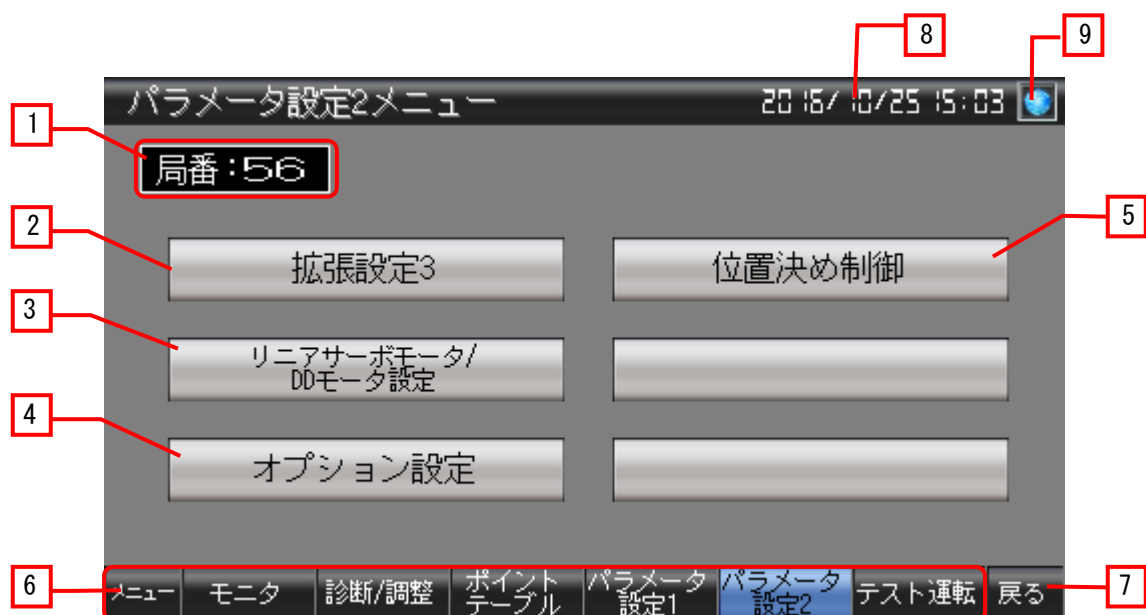 8
9
パラメータ設定2メニュー
2016/10/25 15:03
1
局番:56
2
拡張設定3
位置決め制御
5
3
リニアサーボモータ/
DDモータ設定
4
オプション設定
6
メニュー
モニタ
診断/調整
ポイント
テーブル
パラメータ
設定1
パラメータ
設定2
テスト運転
戻る
7